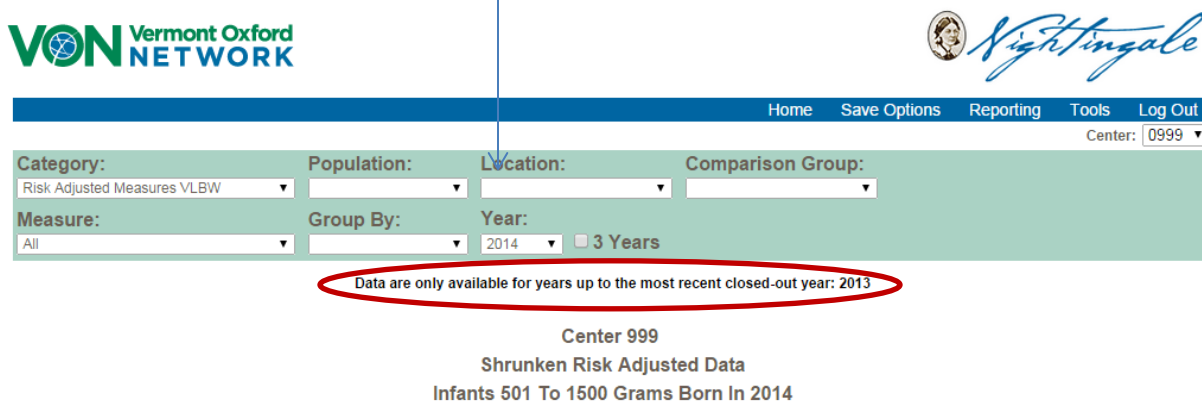 VON Vermont Oxford NETWORK
Nightingale
Home Save Options Reporting Tools Log Out
Center: 0999
Category: Population: Location: Comparison Group:
Risk Adjusted Measures VLBW
Measure: Group By: Year:
All 2014 3 Years
Data are only available for years up to the most recent closed-out year: 2013
Center 999
Shrunken Risk Adjusted Data
Infants 501 To 1500 Grams Born In 2014